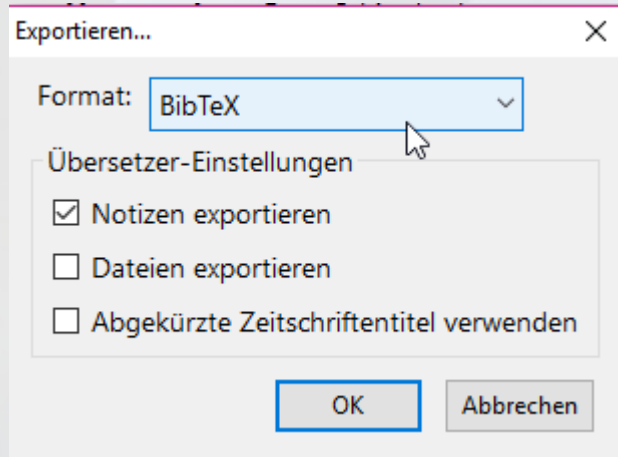 Exportieren...
Format: BibTeX
Übersetzer-Einstellungen
Notizen exportieren
Dateien exportieren
Abgekürzte Zeitschriftentitel verwenden
OK Abbrechen